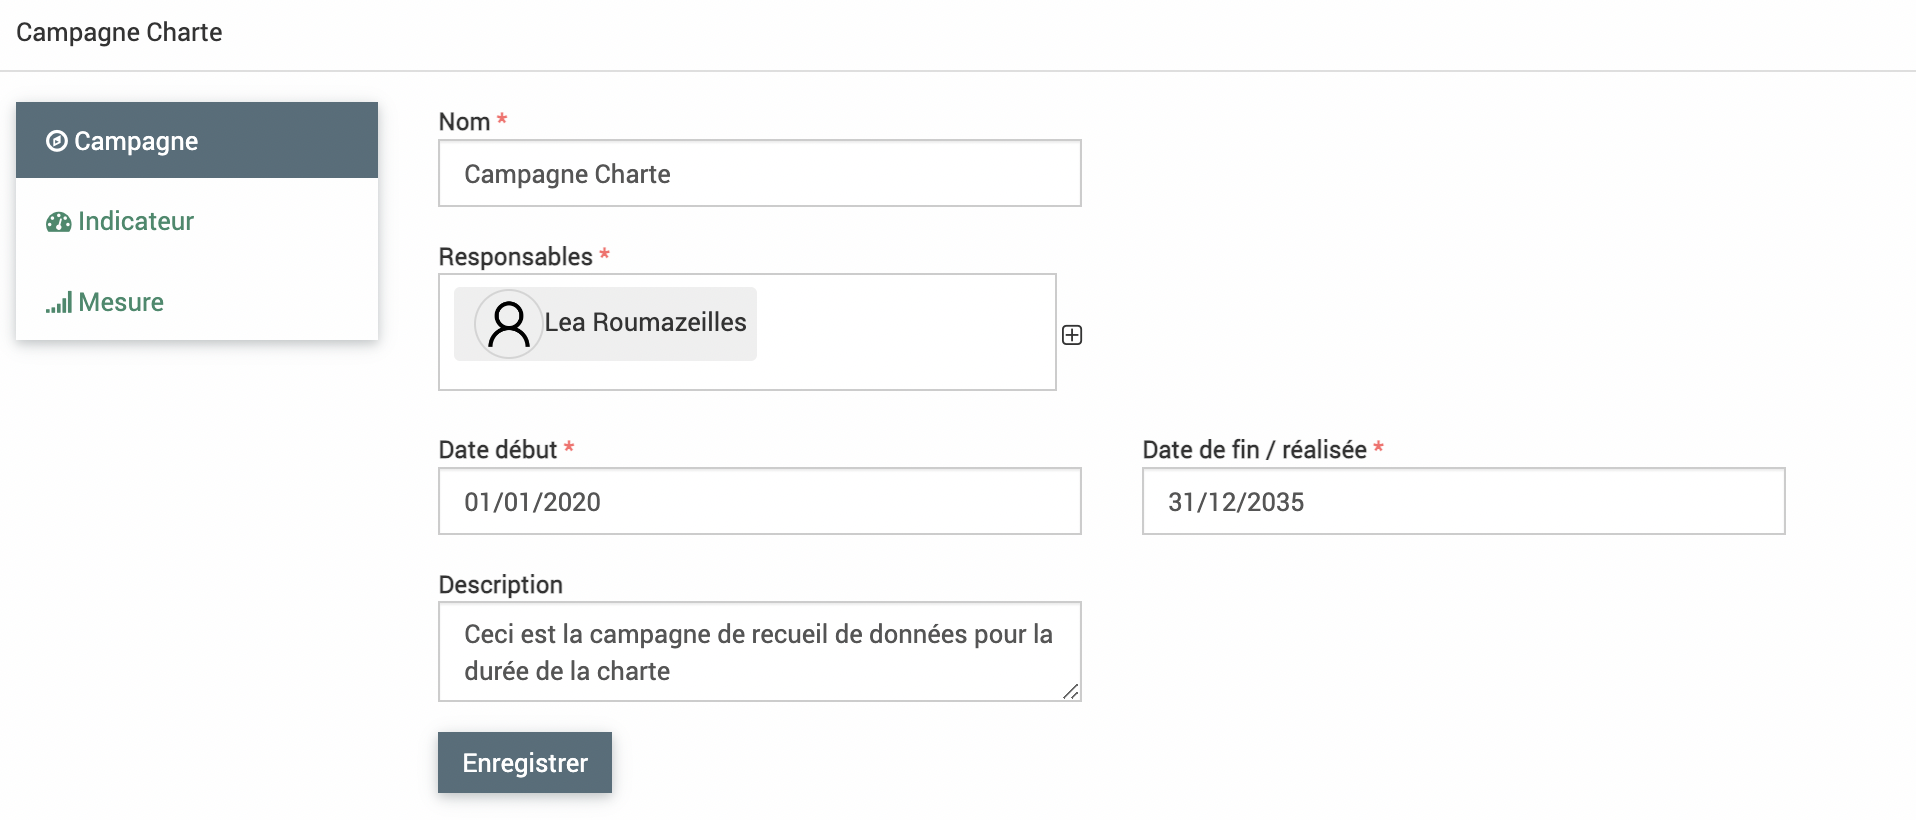 Campagne Charte
Campagne
Indicateur
Mesure
Nom *
Campagne Charte
Responsables *
Lea Roumazeilles
Date début *
01/01/2020
Date de fin / réalisée *
31/12/2035
Description
Ceci est la campagne de recueil de données pour la
durée de la charte
Enregistrer